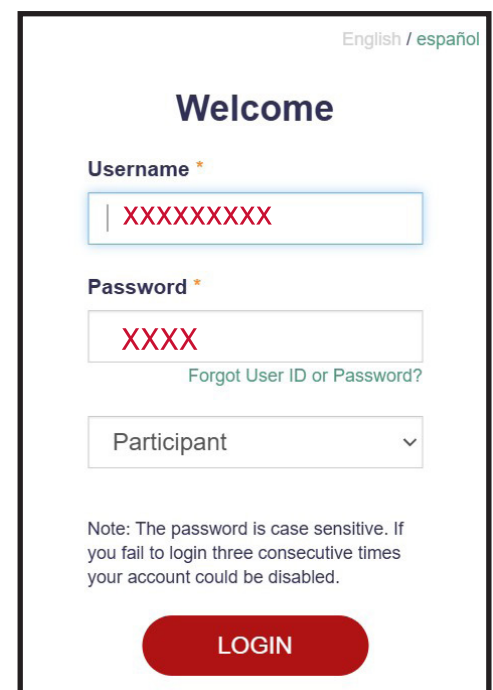 English / español
Welcome
Username *
XXXXXXXXX
Password *
XXXX
Forgot User ID or Password?
Participant
Note: The password is case sensitive. If
you fail to login three consecutive times
your account could be disabled.
LOGIN